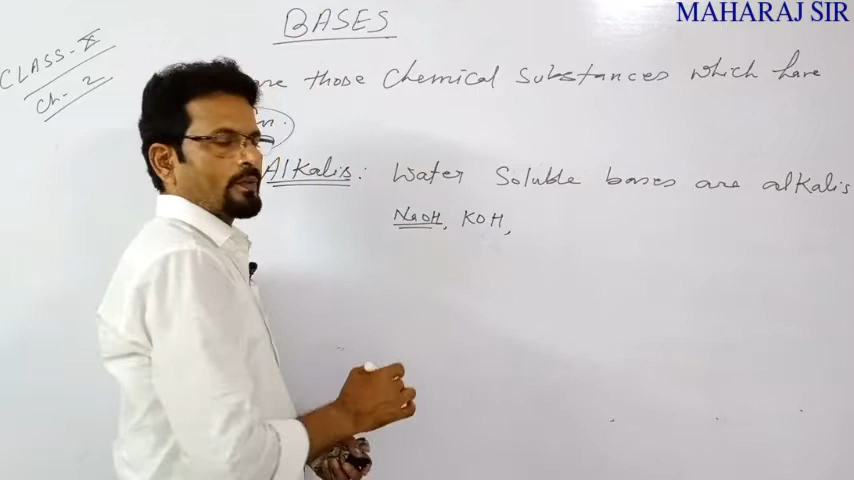 MAHARAJ SIR
BASES
CLASS-X
Ch-2
are those Chemical Substances which have
Alkalis: Water Soluble bases are alkalis
NaOH, KOH,